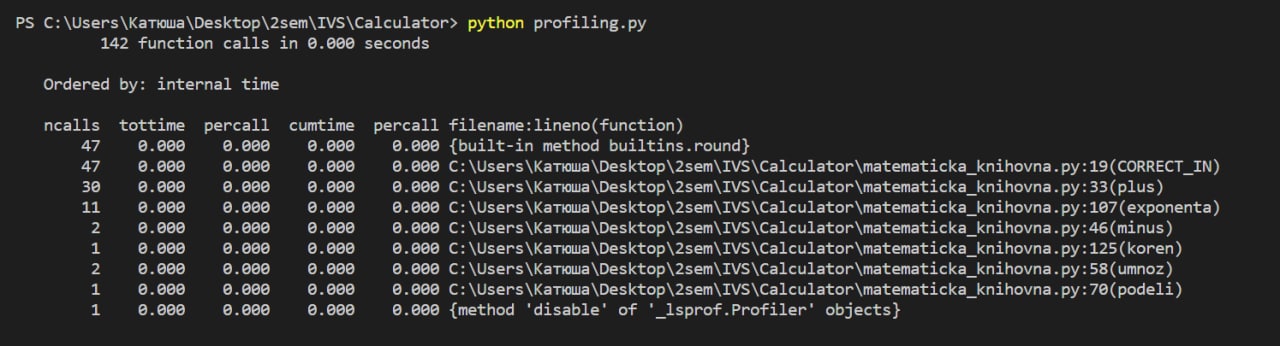 PS C:\Users\Катюша\Desktop\2sem\IVS\Calculator> python profiling.py
142 function calls in 0.000 seconds
Ordered by: internal time
ncalls tottime percall cumtime percall filename:lineno(function)
47 0.000 0.000 0.000 0.000 {built-in method builtins.round}
47 0.000 0.000 0.000 0.000 C:\Users\Катюша\Desktop\2sem\IVS\Calculator\matematicka_knihovna.py:19(CORRECT_IN)
30 0.000 0.000 0.000 0.000 C:\Users\Катюша\Desktop\2sem\IVS\Calculator\matematicka_knihovna.py:33(plus)
11 0.000 0.000 0.000 0.000 C:\Users\Катюша\Desktop\2sem\IVS\Calculator\matematicka_knihovna.py:107(exponenta)
2 0.000 0.000 0.000 0.000 C:\Users\Катюша\Desktop\2sem\IVS\Calculator\matematicka_knihovna.py:46(minus)
1 0.000 0.000 0.000 0.000 C:\Users\Катюша\Desktop\2sem\IVS\Calculator\matematicka_knihovna.py:125(koren)
2 0.000 0.000 0.000 0.000 C:\Users\Катюша\Desktop\2sem\IVS\Calculator\matematicka_knihovna.py:58(umnoz)
1 0.000 0.000 0.000 0.000 C:\Users\Катюша\Desktop\2sem\IVS\Calculator\matematicka_knihovna.py:70(podeli)
1 0.000 0.000 0.000 0.000 {method 'disable' of '_lsprof.Profiler' objects}